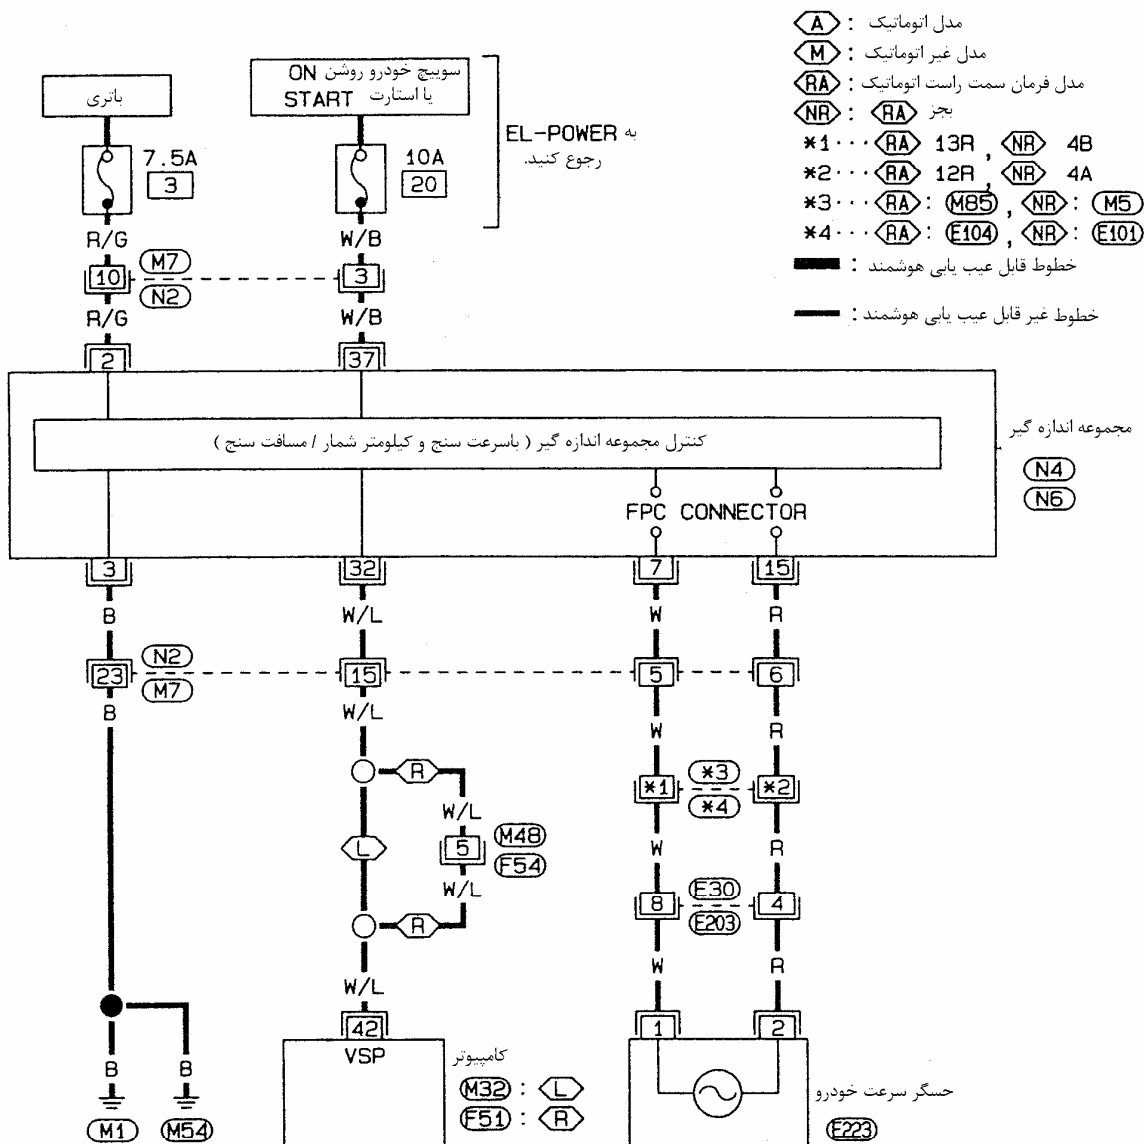 A : مدل اتوماتیک
M : مدل غیر اتوماتیک
RA : مدل فرمان سمت راست اتوماتیک
NR : RA بجز
*1 ··· RA 13R , NR 4B
*2 ··· RA 12R , NR 4A
*3 ··· RA : M85 , NR : M5
*4 ··· RA : E104 , NR : E101
خطوط قابل عیب یابی هوشمند :
خطوط غیر قابل عیب یابی هوشمند :
باتری
سوییچ خودرو روشن ON
یا استارت START
به EL-POWER
رجوع کنید.
7.5A
3
10A
20
R/G
W/B
10
M7
N2
3
R/G
W/B
2
37
کنترل مجموعه اندازه گیر ( باسرعت سنج و کیلومتر شمار / مسافت سنج )
مجموعه اندازه گیر
N4
N6
FPC CONNECTOR
3
32
7
15
B
W/L
W
R
23
N2
M7
15
5
6
B
W/L
W
R
R
W/L
*1
*3
*4
*2
L
5
M48
F54
W
R
W/L
8
E30
E203
4
R
W
R
W/L
42
1
2
VSP
B
B
M1
M54
کامپیوتر
M32 : L
F51 : R
حسگر سرعت خودرو
E223